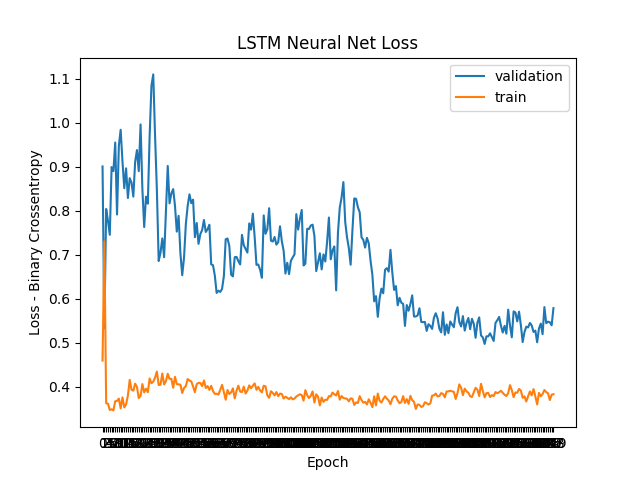 LSTM Neural Net Loss
validation
train
1.1
1.0
0.9
0.8
0.7
0.6
0.5
0.4
Loss - Binary Crossentropy
Epoch